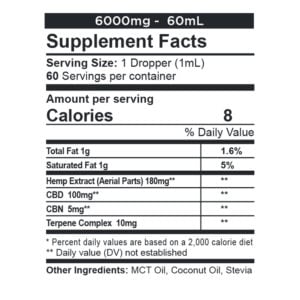 6000mg - 60mL
Supplement Facts
Serving Size: 1 Dropper (1mL)
60 Servings per container
Amount per serving
Calories 8
% Daily Value
Total Fat 1g 1.6%
Saturated Fat 1g 5%
Hemp Extract (Aerial Parts) 180mg** **
CBD 100mg** **
CBN 5mg** **
Terpene Complex 10mg **
* Percent daily values are based on a 2,000 calorie diet
** Daily value (DV) not established
Other Ingredients: MCT Oil, Coconut Oil, Stevia